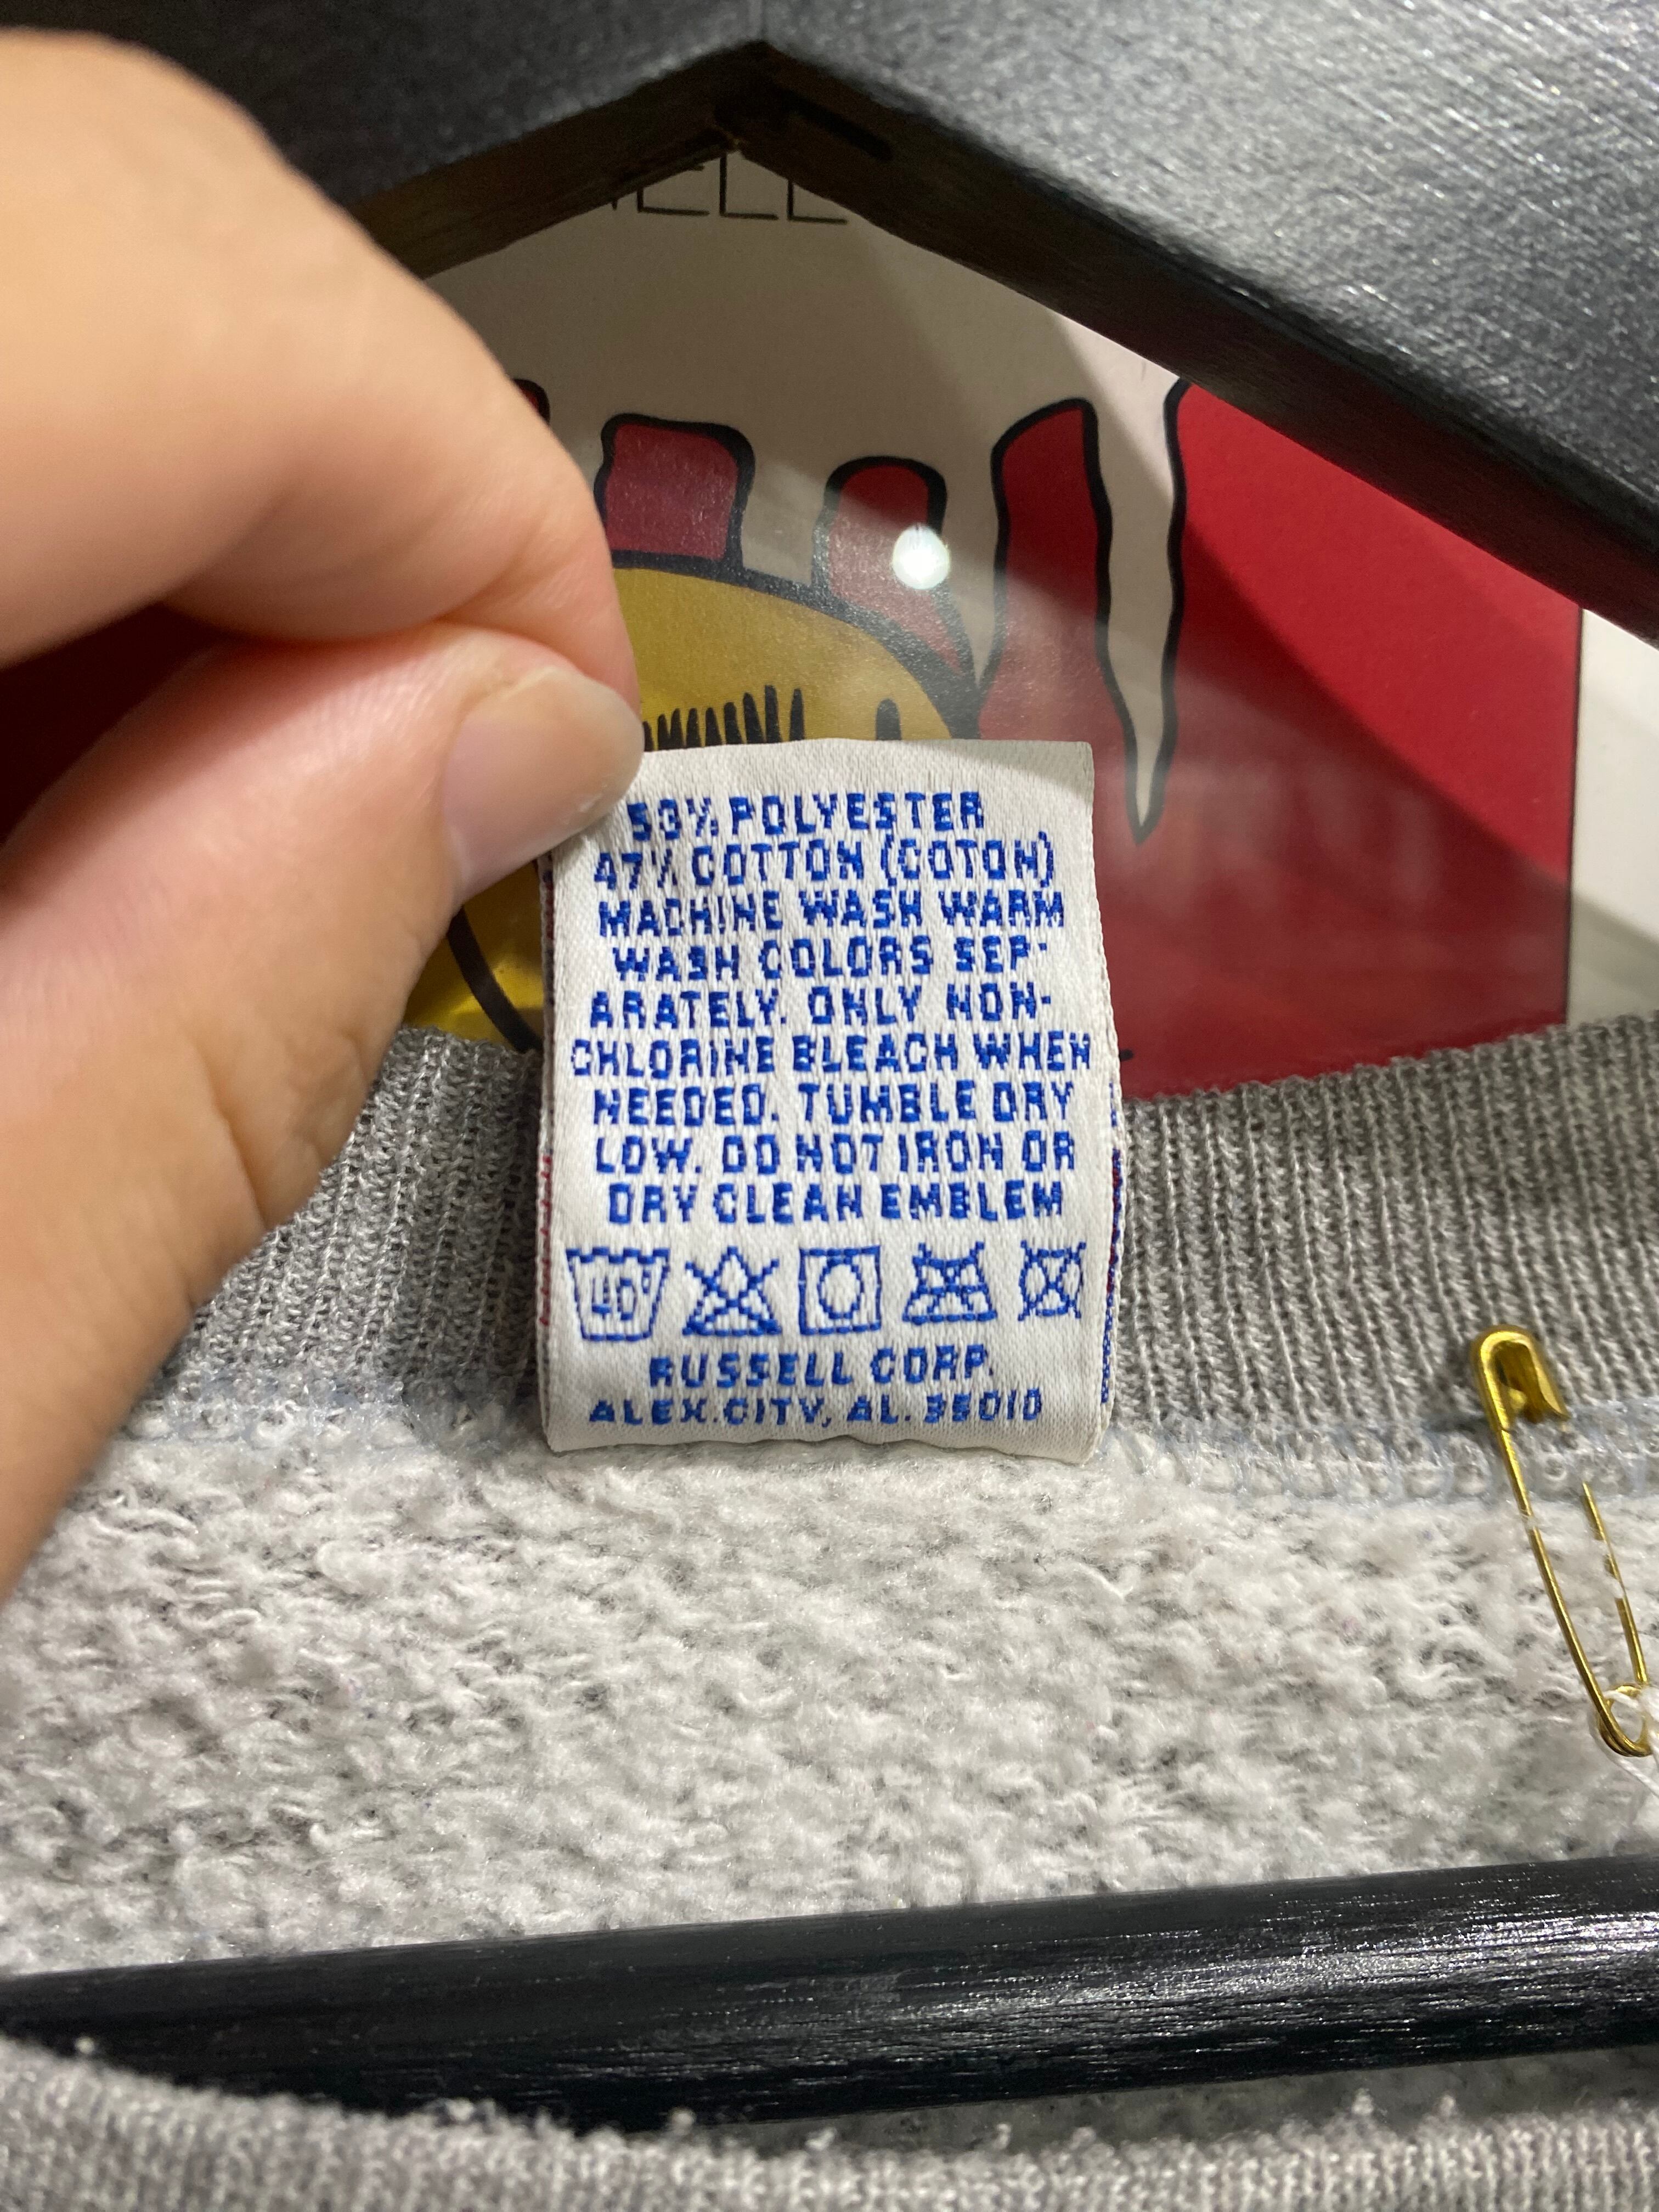 53% POLYESTER
47% COTTON (COTON)
MACHINE WASH WARM
WASH COLORS SEP-
ARATELY. ONLY NON-
CHLORINE BLEACH WHEN
NEEDED. TUMBLE DRY
LOW. DO NOT IRON OR
DRY CLEAN EMBLEM
40°
RUSSELL CORP.
ALEX.CITY, AL. 35010